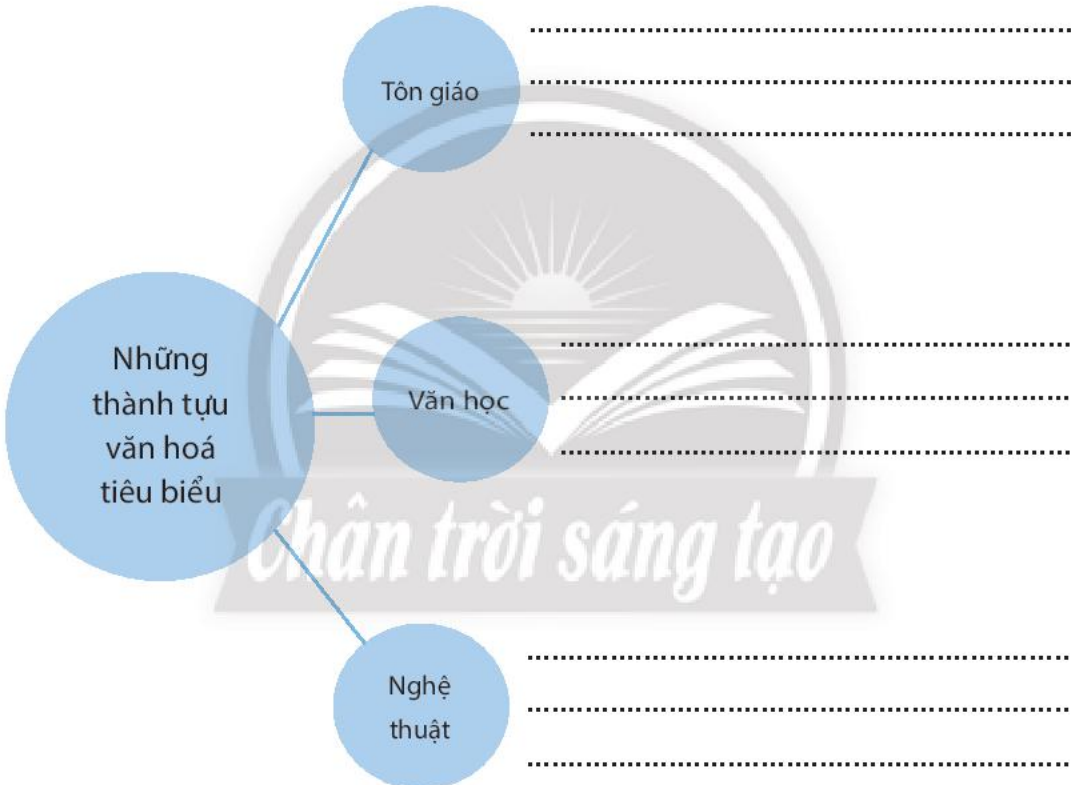 Tôn giáo
Những
thành tựu
văn hoá
tiêu biểu
Văn học
Chân trời sáng tạo
Nghệ
thuật